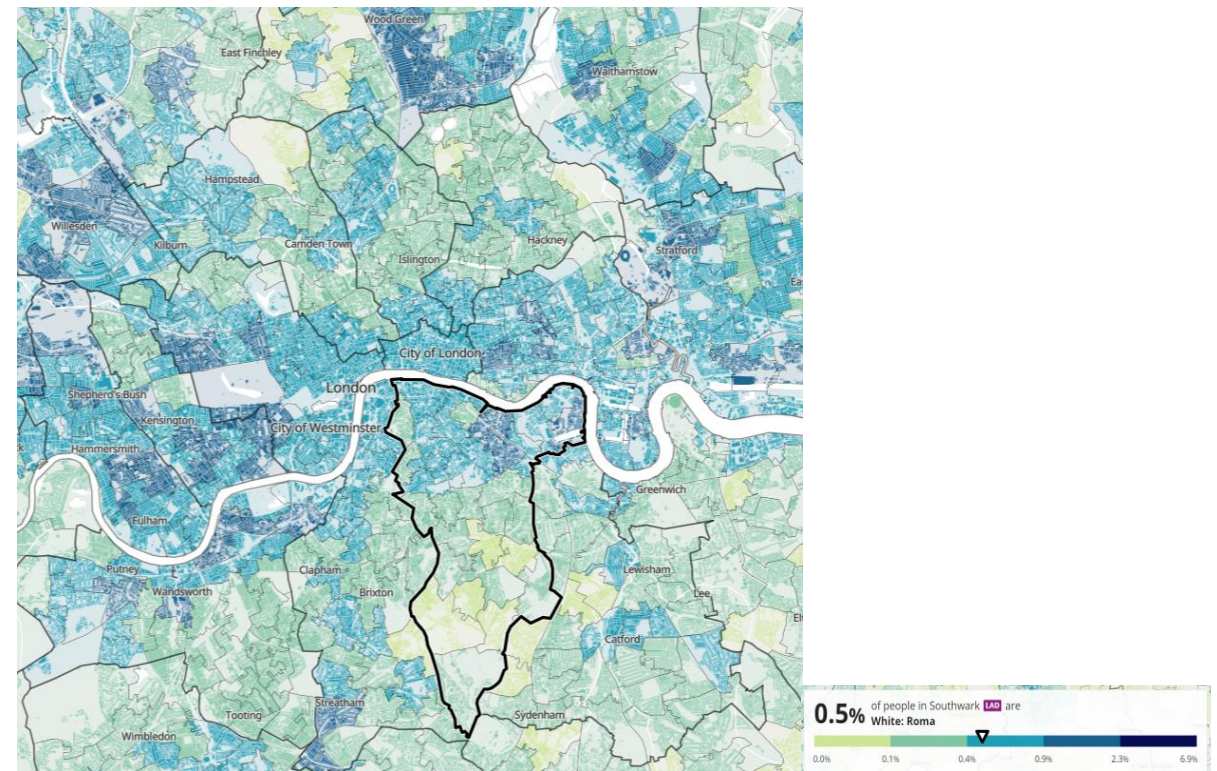 Wood Green
East Finchley
Walthamstow
Hampstead
Willesden
Kilburn
Camden Town
Hackney
Stratford
Islington
City of London
London
Shepherd's Bush
Kensington
City of Westminster
Hammersmith
Greenwich
Fulham
Putney
Clapham
Lewisham
Wandsworth
Brixton
Lee
Catford
Streatham
Tooting
Sydenham
Wimbledon
0.5% of people in Southwark LAD are
White: Roma
0.0% 0.1% 0.4% 0.9% 2.3% 6.9%